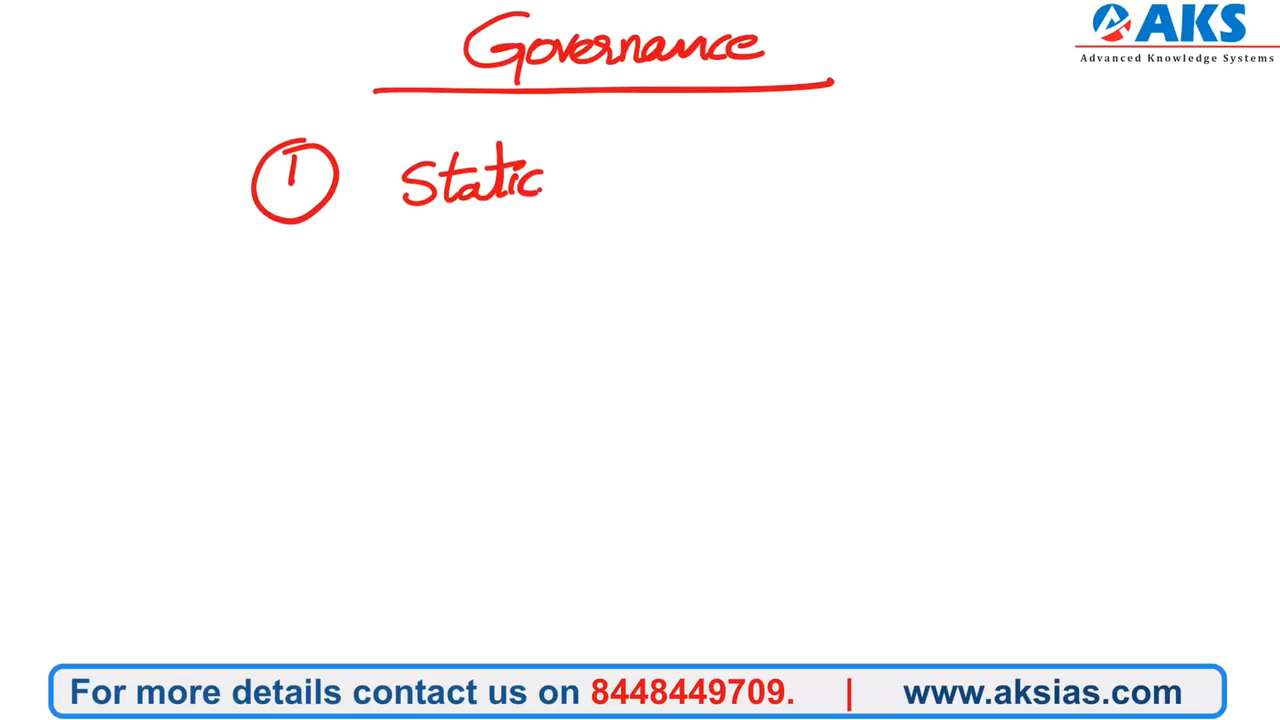 Governance
AKS
Advanced Knowledge Systems
1 Static
For more details contact us on 8448449709. | www.aksias.com